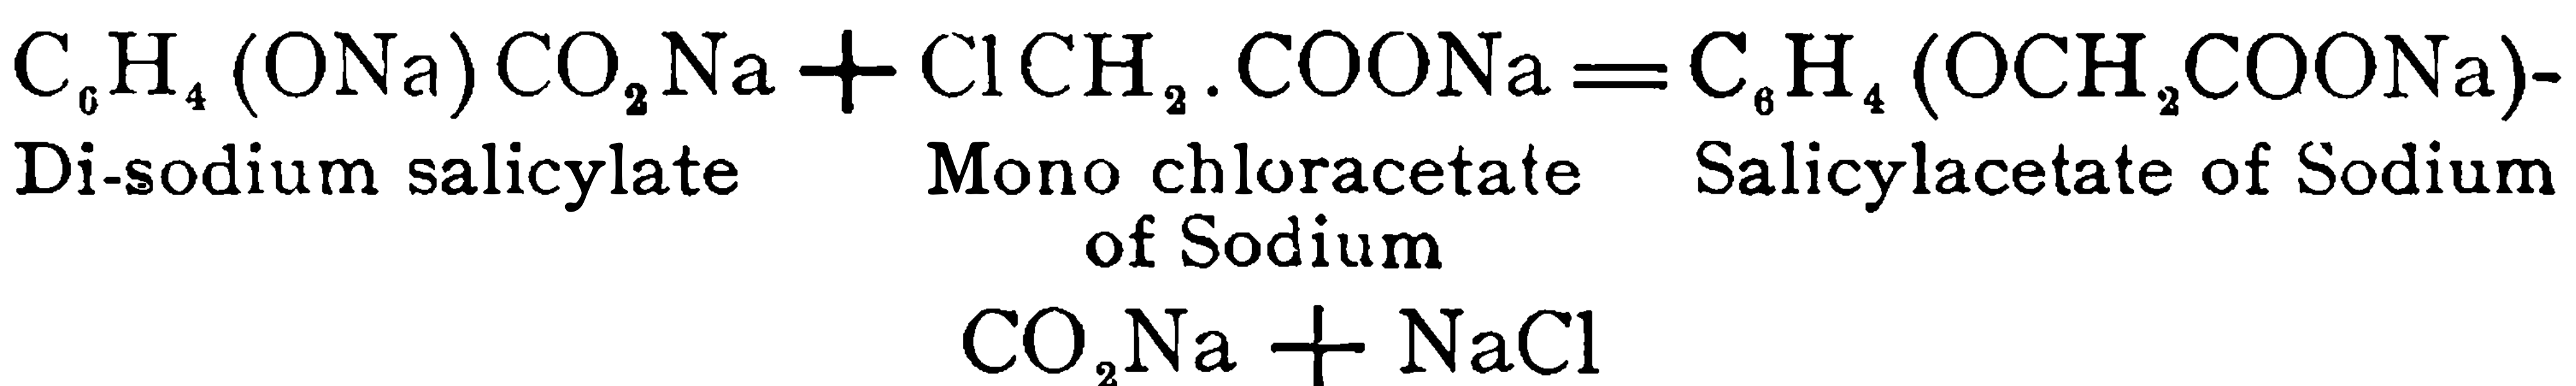 C₆H₄(ONa)CO₂Na + ClCH₂.COONa = C₆H₄(OCH₂COONa)-
Di-sodium salicylate Mono chloracetate Salicylacetate of Sodium
of Sodium
CO₂Na + NaCl